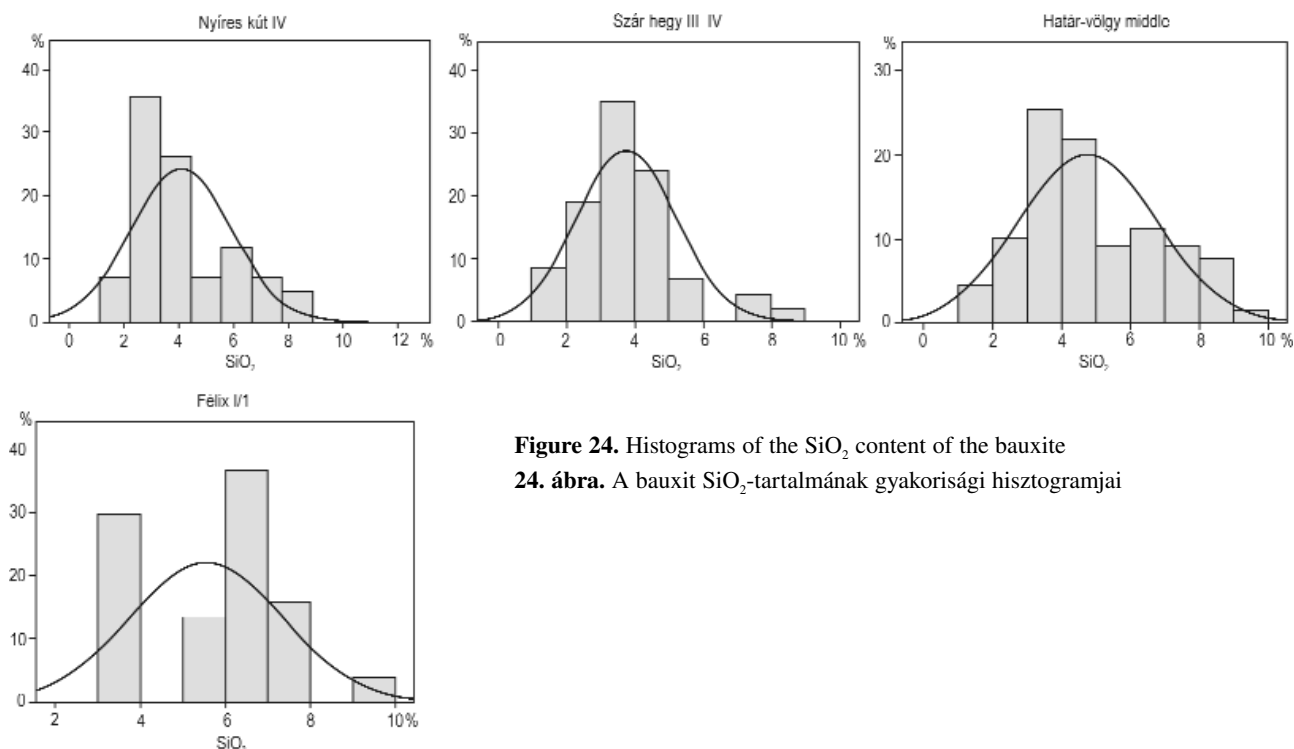 Nyíres kút IV
%
40
30
20
10
0
0 2 4 6 8 10 12 %
SiO₂
Szár hegy III IV
%
40
30
20
10
0
2 4 6 8 10 %
SiO₂
Határ-völgy middle
%
30
20
10
0
0 2 4 6 8 10 %
SiO₂
Félix I/1
%
40
30
20
10
0
2 4 6 8 10 %
SiO₂
Figure 24. Histograms of the SiO₂ content of the bauxite
24. ábra. A bauxit SiO₂-tartalmának gyakorisági hisztogramjai